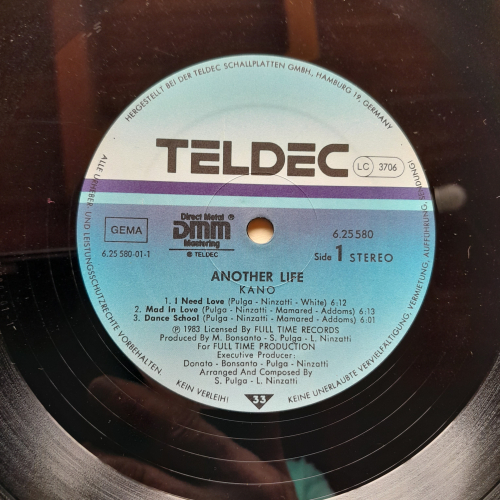 HERGESTELLT BEI DER TELDEC SCHALLPLATTEN GMBH, HAMBURG 19, GERMANY
TELDEC
LC 3706
GEMA
6.25 580-01-1
Direct Metal
DMM ®
Mastering
© TELDEC
6.25 580
Side 1 STEREO
ANOTHER LIFE
KANO
1. I Need Love (Pulga - Ninzatti - White) 6:12
2. Mad in Love (Pulga - Ninzatti - Mamared - Addoms) 6:13
3. Dance School (Pulga - Ninzatti - Mamared - Addoms) 6:01
Ⓟ 1983 Licensed By FULL TIME RECORDS
Produced By M. Bonsanto - S. Pulga - L. Ninzatti
For FULL TIME PRODUCTION
Executive Producer:
Donato - Bonsanto - Pulga - Ninzatti
Arranged And Composed By
S. Pulga - L. Ninzatti
33
ALLE URHEBER- UND LEISTUNGSSCHUTZRECHTE VORBEHALTEN.
KEIN VERLEIH!
KEINE UNERLAUBTE VERVIELFÄLTIGUNG, VERMIETUNG, AUFFÜHRUNG, SENDUNG!